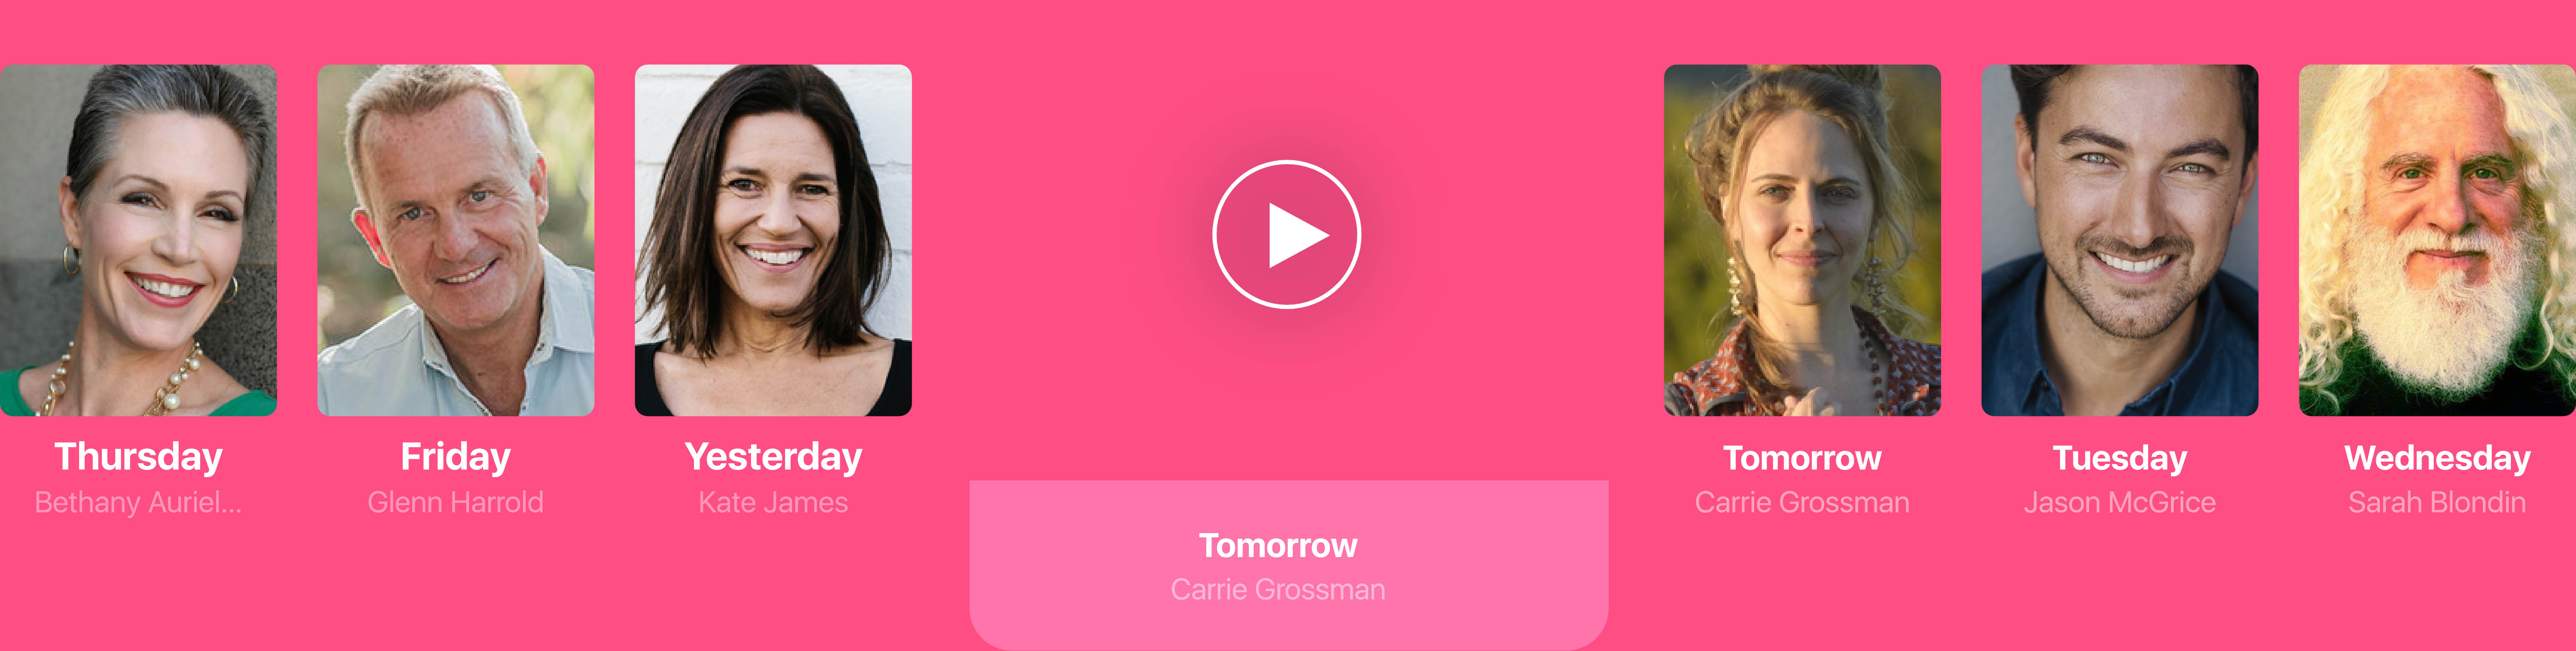 Thursday
Bethany Auriel...
Friday
Glenn Harrold
Yesterday
Kate James
Tomorrow
Carrie Grossman
Tomorrow
Carrie Grossman
Tuesday
Jason McGrice
Wednesday
Sarah Blondin